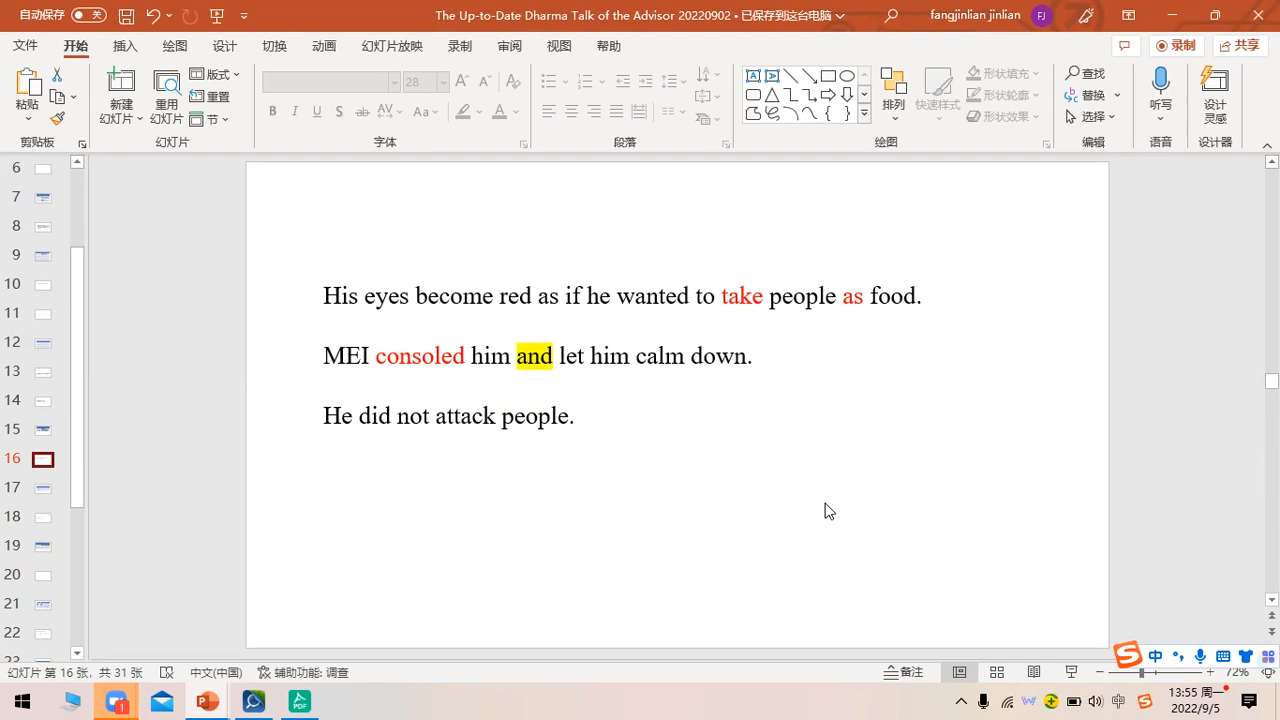 The Up-to-Date Dharma Talk of the Advisor 20220902 • 已保存到这台电脑
fangjinlian jinlian FJ
文件 开始 插入 绘图 设计 切换 动画 幻灯片放映 录制 审阅 视图 帮助 录制 共享
粘贴 新建 幻灯片 重用 幻灯片 版式 重置 节 28 排列 快速样式 形状填充 形状轮廓 形状效果 查找 替换 选择 听写 设计 灵感
剪贴板 幻灯片 字体 段落 绘图 编辑 语音 设计器
6
7
8
9
10
11
12
13
14
15
16
17
18
19
20
21
22
23
His eyes become red as if he wanted to take people as food.
MEI consoled him and let him calm down.
He did not attack people.
幻灯片 第 16 张，共 31 张 中文(中国) 辅助功能: 调查 备注 72%
中
中 13:55 周一
2022/9/5